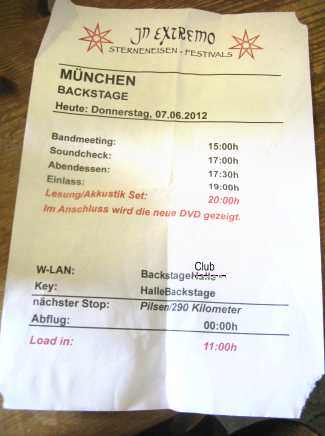 IN EXTREMO
STERNENEISEN - FESTIVALS
MÜNCHEN
BACKSTAGE
Heute: Donnerstag, 07.06.2012
Bandmeeting: 15:00h
Soundcheck: 17:00h
Abendessen: 17:30h
Einlass: 19:00h
Lesung/Akkustik Set: 20:00h
Im Anschluss wird die neue DVD gezeigt.
Club
W-LAN: Backstage
Key: HalleBackstage
nächster Stop: Pilsen/290 Kilometer
Abflug: 00:00h
Load in: 11:00h